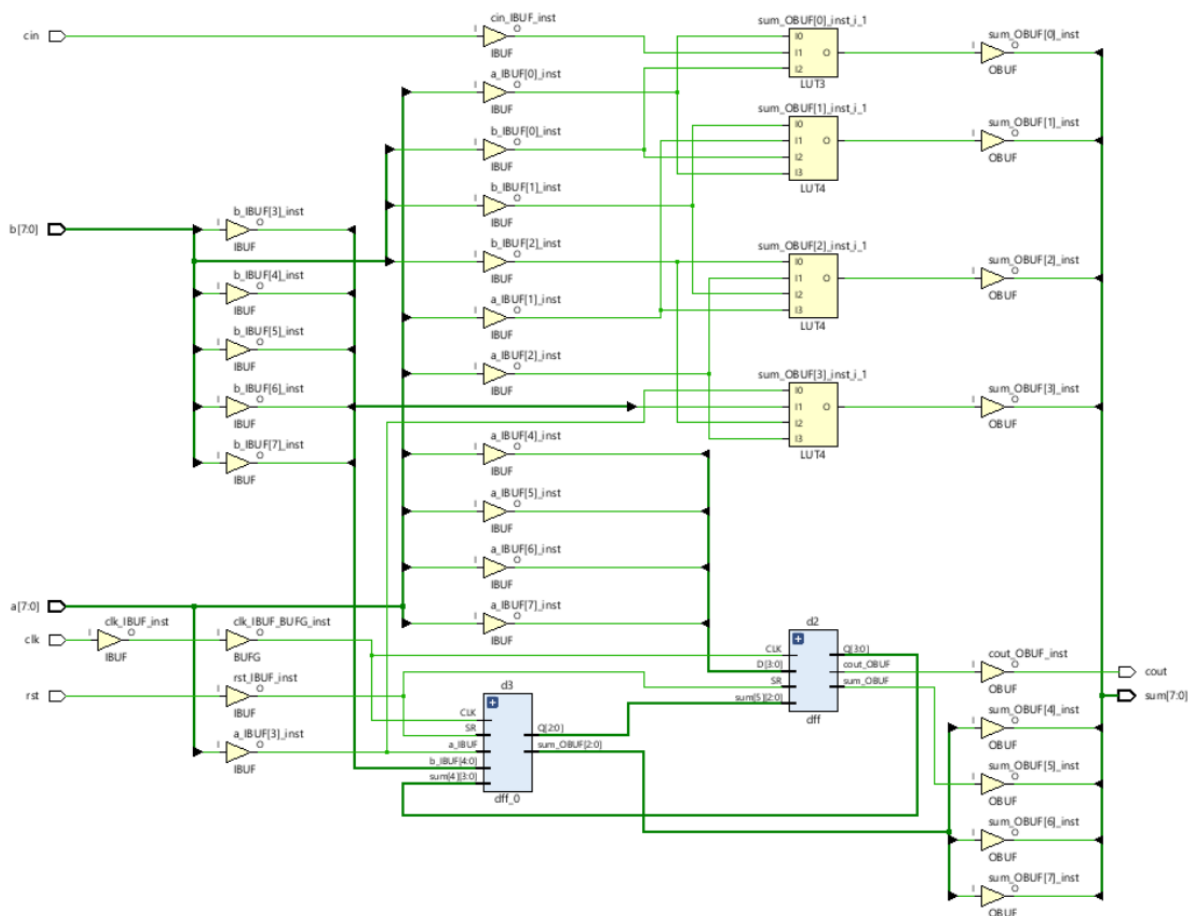 cin
I
cin_IBUF_inst
O
IBUF
sum_OBUF[0]_inst_i_1
I0
I1
I2
O
LUT3
I
sum_OBUF[0]_inst
O
OBUF
I
a_IBUF[0]_inst
O
IBUF
I
b_IBUF[0]_inst
O
IBUF
sum_OBUF[1]_inst_i_1
I0
I1
I2
I3
O
LUT4
I
sum_OBUF[1]_inst
O
OBUF
I
b_IBUF[1]_inst
O
IBUF
b[7:0]
I
b_IBUF[3]_inst
O
IBUF
I
b_IBUF[2]_inst
O
IBUF
sum_OBUF[2]_inst_i_1
I0
I1
I2
I3
O
LUT4
I
sum_OBUF[2]_inst
O
OBUF
I
b_IBUF[4]_inst
O
IBUF
I
a_IBUF[1]_inst
O
IBUF
I
b_IBUF[5]_inst
O
IBUF
I
a_IBUF[2]_inst
O
IBUF
I
b_IBUF[6]_inst
O
IBUF
sum_OBUF[3]_inst_i_1
I0
I1
I2
I3
O
LUT4
I
sum_OBUF[3]_inst
O
OBUF
I
b_IBUF[7]_inst
O
IBUF
I
a_IBUF[4]_inst
O
IBUF
I
a_IBUF[5]_inst
O
IBUF
I
a_IBUF[6]_inst
O
IBUF
I
a_IBUF[7]_inst
O
IBUF
a[7:0]
clk
I
clk_IBUF_inst
O
IBUF
I
clk_IBUF_BUFG_inst
O
BUFG
rst
I
rst_IBUF_inst
O
IBUF
I
a_IBUF[3]_inst
O
IBUF
d3
CLK
SR
a_IBUF
b_IBUF[4:0]
sum[4][3:0]
Q[2:0]
sum_OBUF[2:0]
dff_0
d2
CLK
D[3:0]
SR
sum[5][2:0]
Q[3:0]
cout_OBUF
sum_OBUF
dff
I
cout_OBUF_inst
O
OBUF
cout
sum[7:0]
I
sum_OBUF[4]_inst
O
OBUF
I
sum_OBUF[5]_inst
O
OBUF
I
sum_OBUF[6]_inst
O
OBUF
I
sum_OBUF[7]_inst
O
OBUF